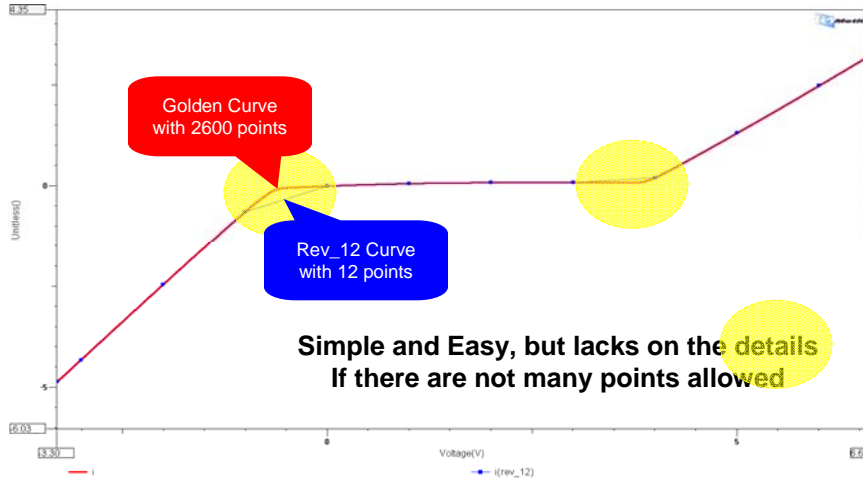 4.35
Golden Curve
with 2600 points
0
Unitless()
Rev_12 Curve
with 12 points
Simple and Easy, but lacks on the details
If there are not many points allowed
-5
-6.03
0
5
-3.30
Voltage(V)
i
i(rev_12)